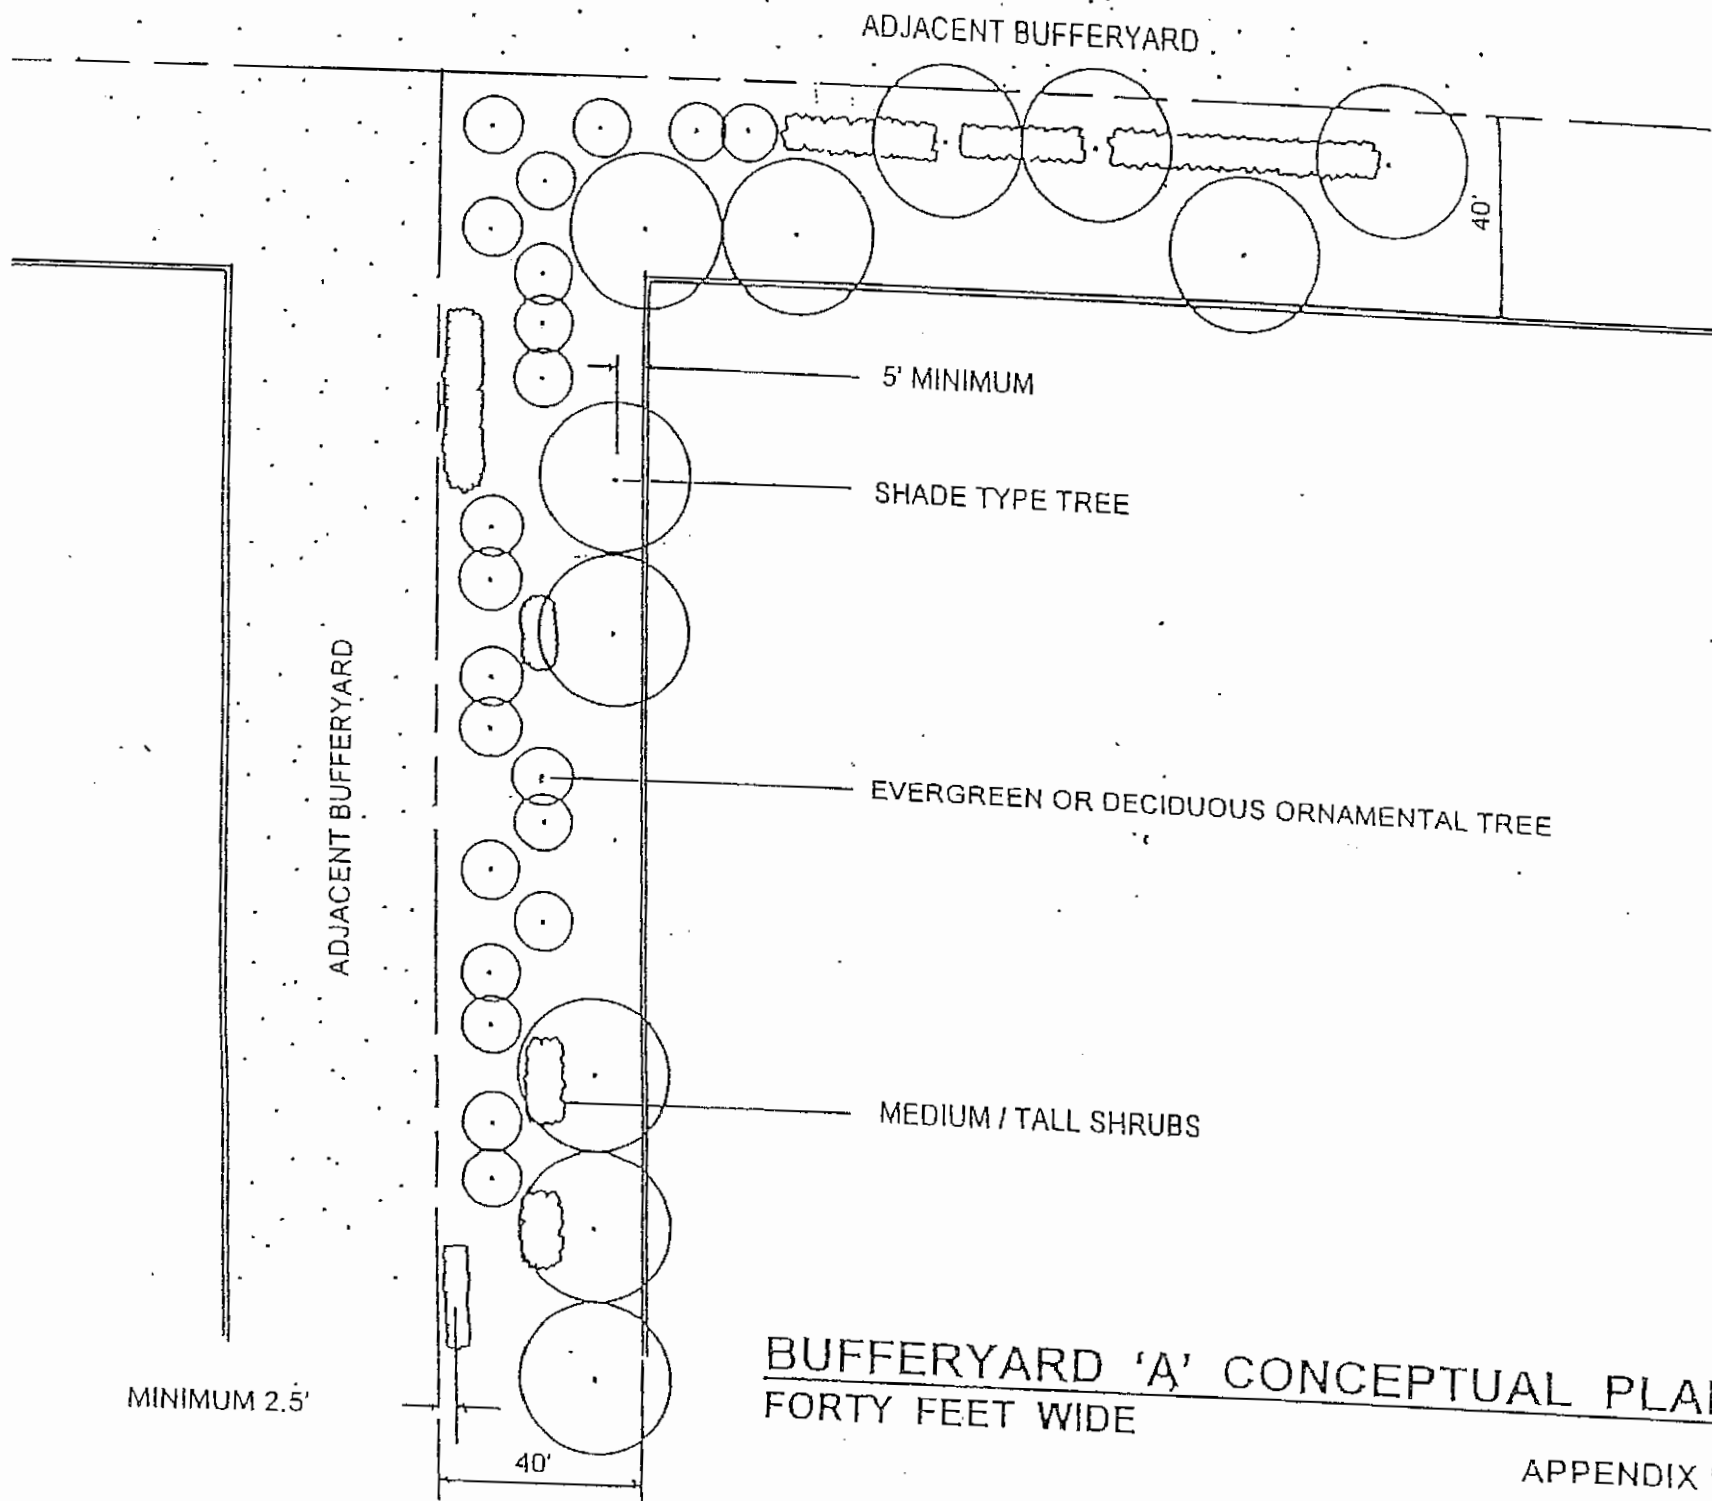 ADJACENT BUFFERYARD
40'
5' MINIMUM
SHADE TYPE TREE
ADJACENT BUFFERYARD
EVERGREEN OR DECIDUOUS ORNAMENTAL TREE
MEDIUM / TALL SHRUBS
MINIMUM 2.5'
40'
BUFFERYARD 'A' CONCEPTUAL
FORTY FEET WIDE
APPENDIX